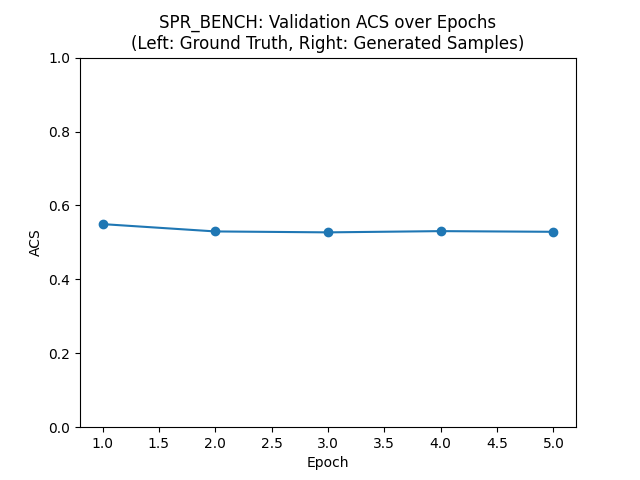 SPR_BENCH: Validation ACS over Epochs
(Left: Ground Truth, Right: Generated Samples)
1.0
0.8
0.6
0.4
0.2
0.0
ACS
1.0 1.5 2.0 2.5 3.0 3.5 4.0 4.5 5.0
Epoch